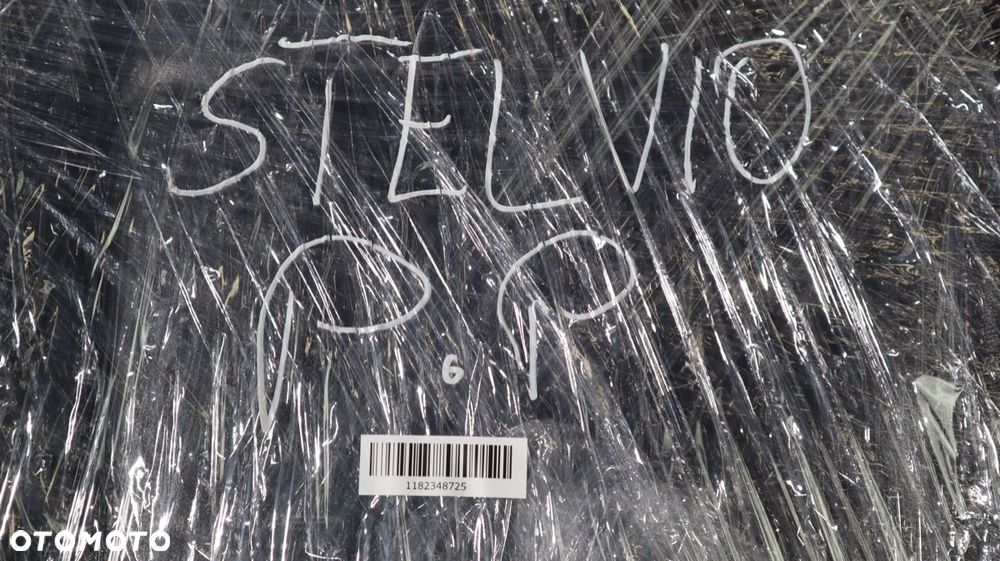 STELVIO
P.P
6
1182348725
OTOMOTO